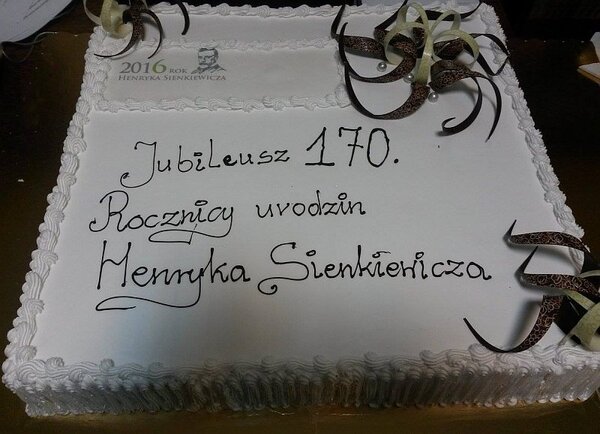 2016 ROK
HENRYKA SIENKIEWICZA
Jubileusz 170.
Rocznicy urodzin
Henryka Sienkiewicza